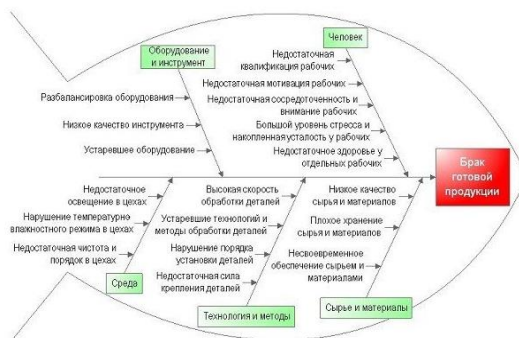 Оборудование
и инструмент
Разбалансировка оборудования
Низкое качество инструмента
Устаревшее оборудование
Человек
Недостаточная
квалификация рабочих
Недостаточная мотивация рабочих
Недостаточная сосредоточенность и
внимание рабочих
Большой уровень стресса и
накопленная усталость у рабочих
Недостаточное здоровье у
отдельных рабочих
Брак
готовой
продукции
Недостаточное
освещение в цехах
Нарушение температурно
влажностного режима в цехах
Недостаточная чистота и
порядок в цехах
Среда
Высокая скорость
обработки деталей
Устаревшие технологий и
методы обработки деталей
Нарушение порядка
установки деталей
Недостаточная сила
крепления деталей
Технология и методы
Низкое качество
сырья и материалов
Плохое хранение
сырья и материалов
Несвоевременное
обеспечение сырьем и
материалами
Сырье и материалы